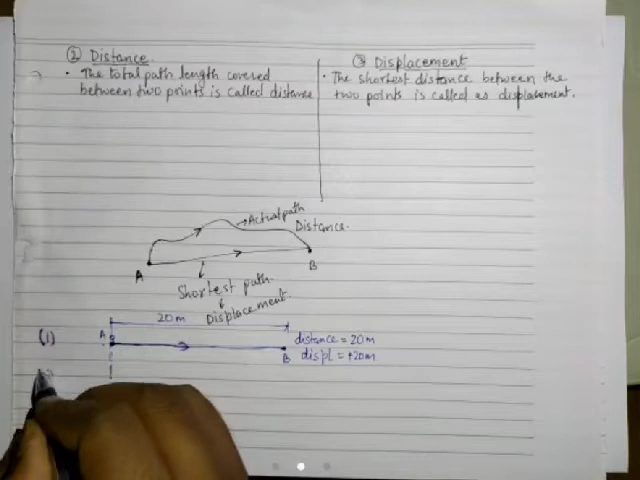 ② Distance.
• The total path length covered
between two points is called distance
③ Displacement
• The shortest distance between the
two points is called as displacement.
→Actual path
Distance.
A
B
Shortest path
Displacement.
20 m
(1)
A
B
distance = 20 m
displ = +20m